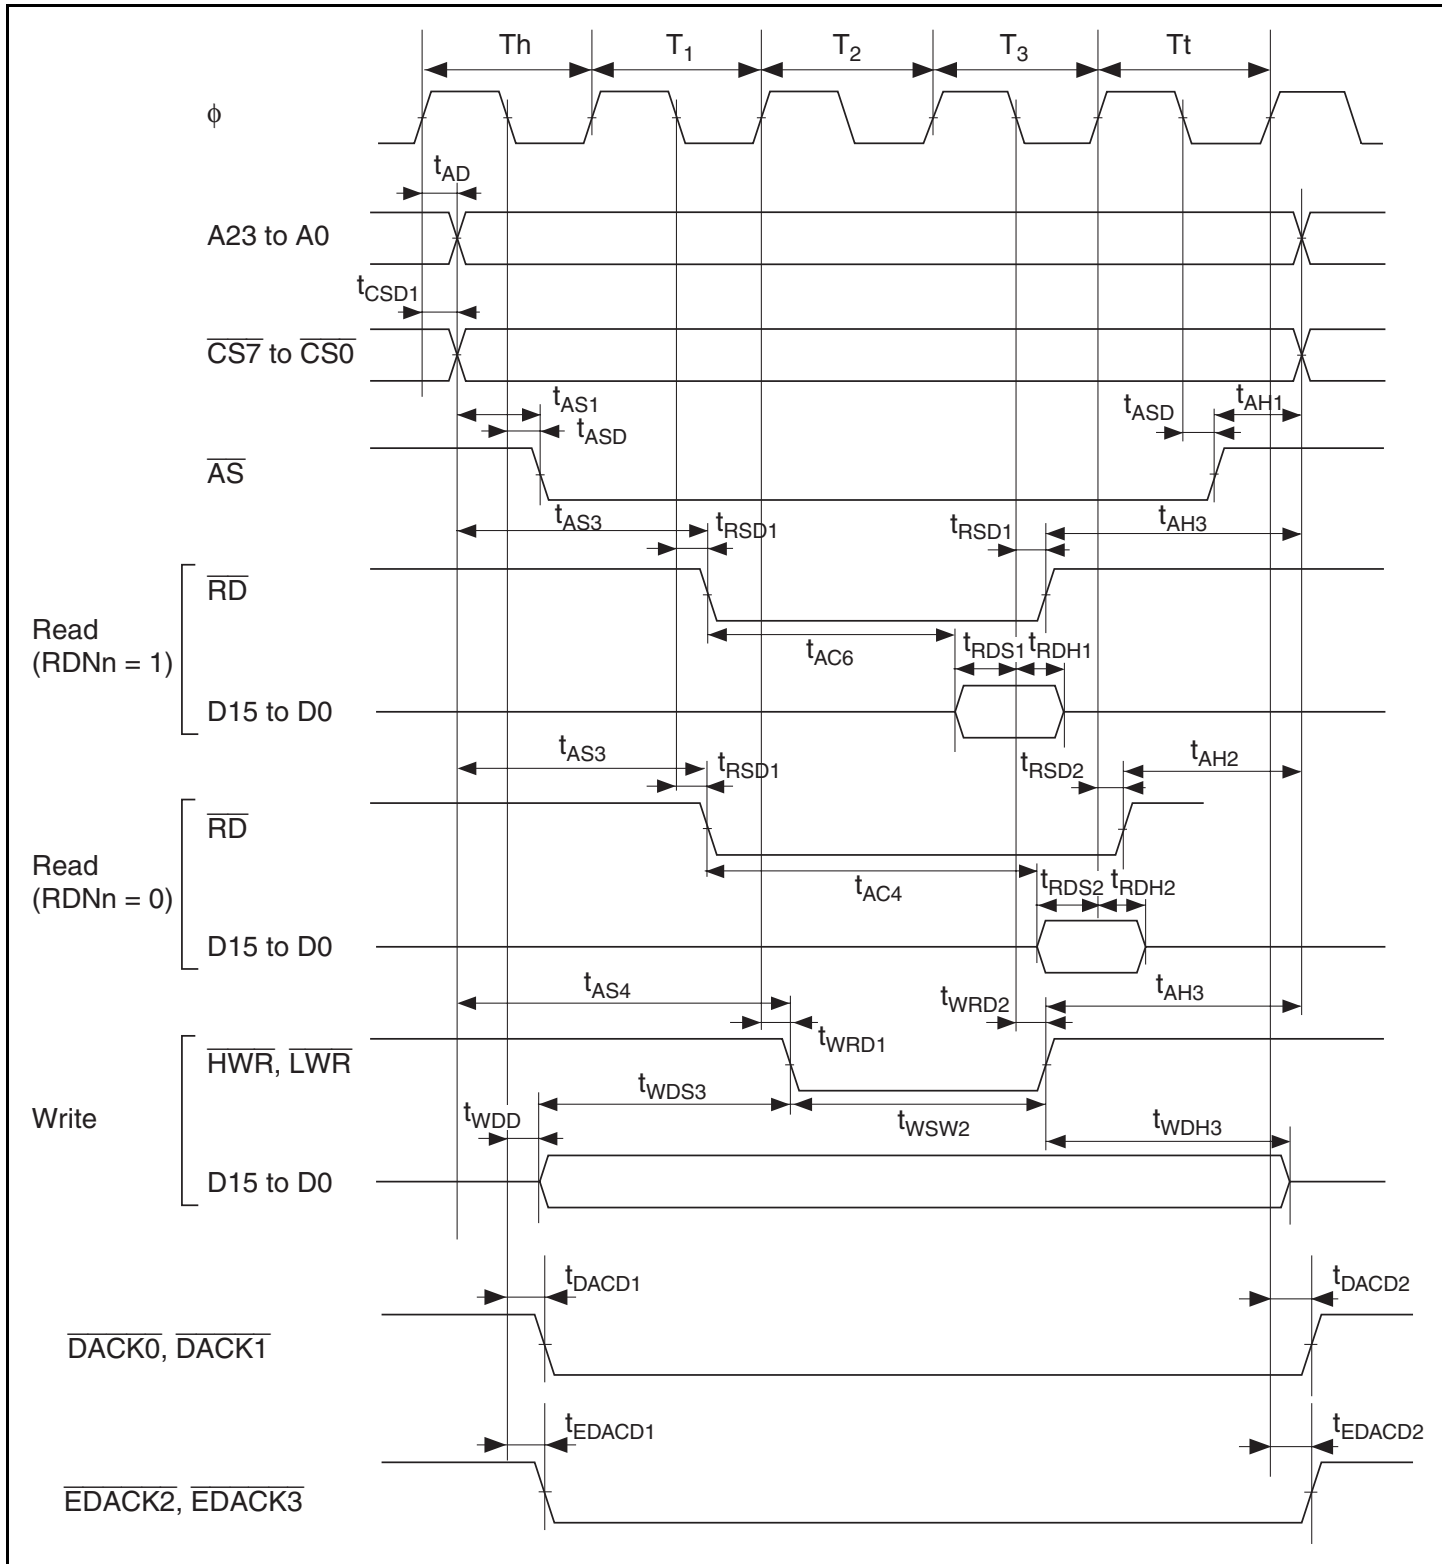 Th T1 T2 T3 Tt
ϕ
tAD
A23 to A0
tCSD1
CS7 to CS0
tAS1 tASD tASD tAH1
AS
tAS3 tRSD1 tRSD1 tAH3
RD
Read
(RDNn = 1)
tAC6 tRDS1 tRDH1
D15 to D0
tAS3 tRSD1 tRSD2 tAH2
RD
Read
(RDNn = 0)
tAC4 tRDS2 tRDH2
D15 to D0
tAS4 tWRD1 tWRD2 tAH3
HWR, LWR
Write
tWDD tWDS3 tWSW2 tWDH3
D15 to D0
tDACD1 tDACD2
DACK0, DACK1
tEDACD1 tEDACD2
EDACK2, EDACK3